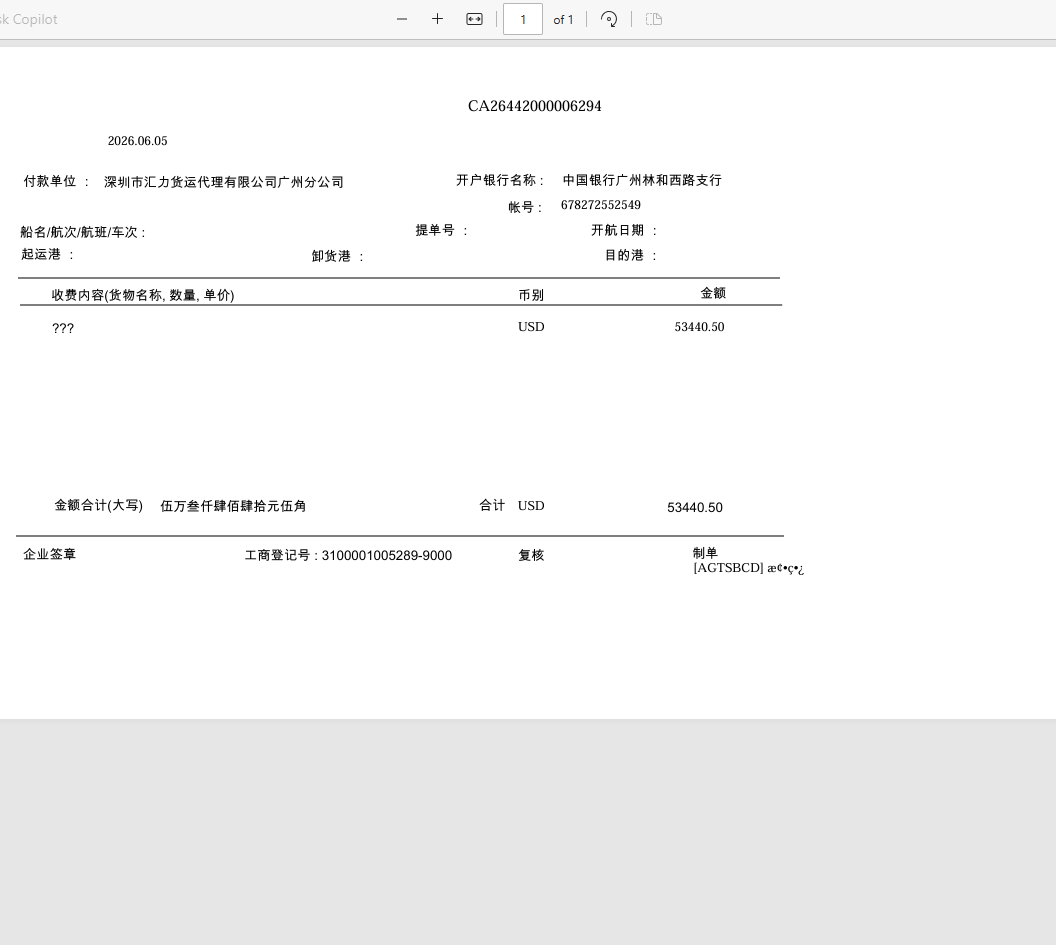 sk Copilot
1 of 1
CA26442000006294
2026.06.05
付款单位 : 深圳市汇力货运代理有限公司广州分公司 开户银行名称 : 中国银行广州林和西路支行
帐号 : 678272552549
船名/航次/航班/车次 : 提单号 : 开航日期 :
起运港 : 卸货港 : 目的港 :
收费内容(货物名称, 数量, 单价) 币别 金额
??? USD 53440.50
金额合计(大写) 伍万叁仟肆佰肆拾元伍角 合计 USD 53440.50
企业签章 工商登记号 : 3100001005289-9000 复核 制单
[AGTSBCD] æ¢•ç•¿